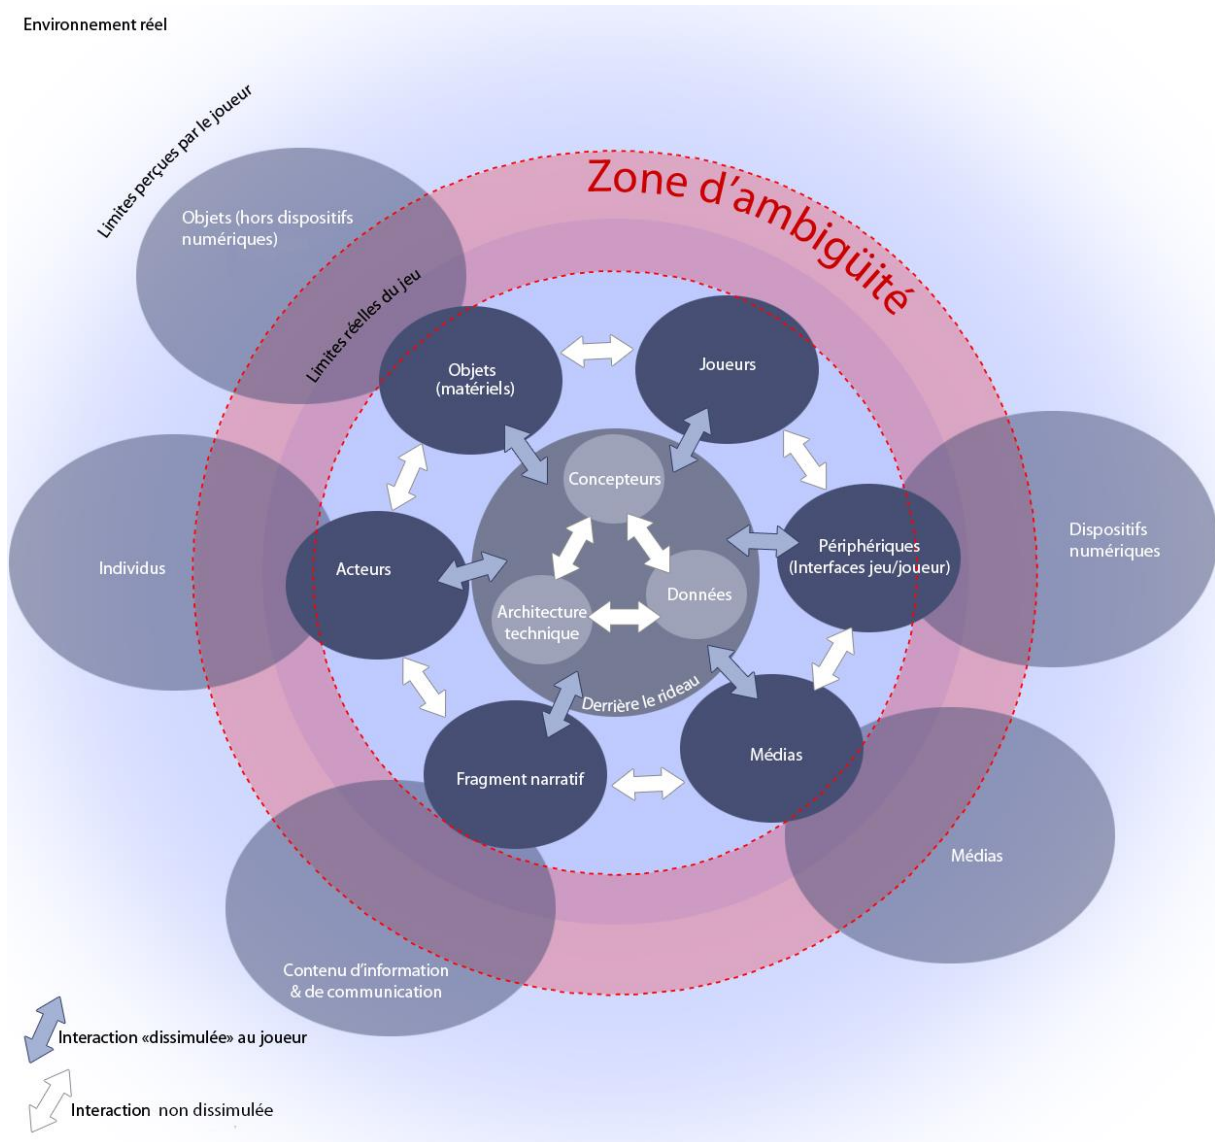 Environnement réel
Limites perçues par le joueur
Zone d'ambigüité
Objets (hors dispositifs
numériques)
Limites réelles du jeu
Objets
(matériels)
Joueurs
Concepteurs
Dispositifs
numériques
Périphériques
(Interfaces jeu/joueur)
Individus
Acteurs
Données
Architecture
technique
Derrière le rideau
Fragment narratif
Médias
Médias
Contenu d'information
& de communication
Interaction «dissimulée» au joueur
Interaction non dissimulée